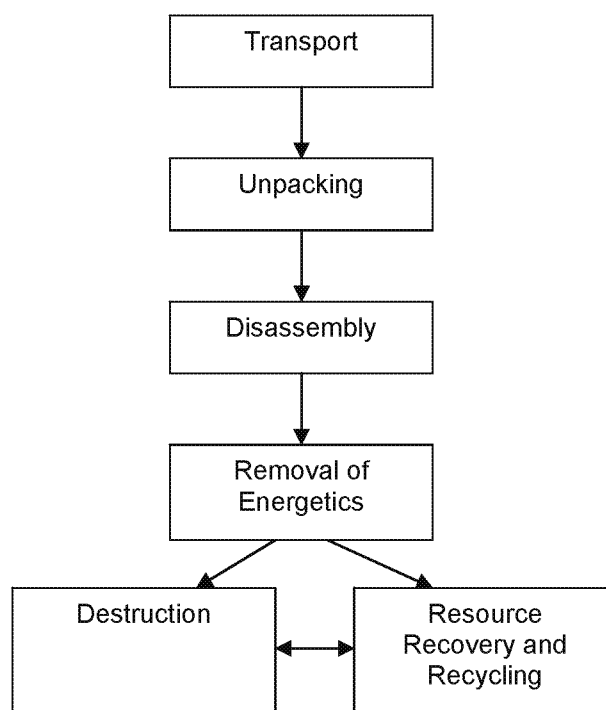 Transport
Unpacking
Disassembly
Removal of
Energetics
Destruction
Resource
Recovery and
Recycling